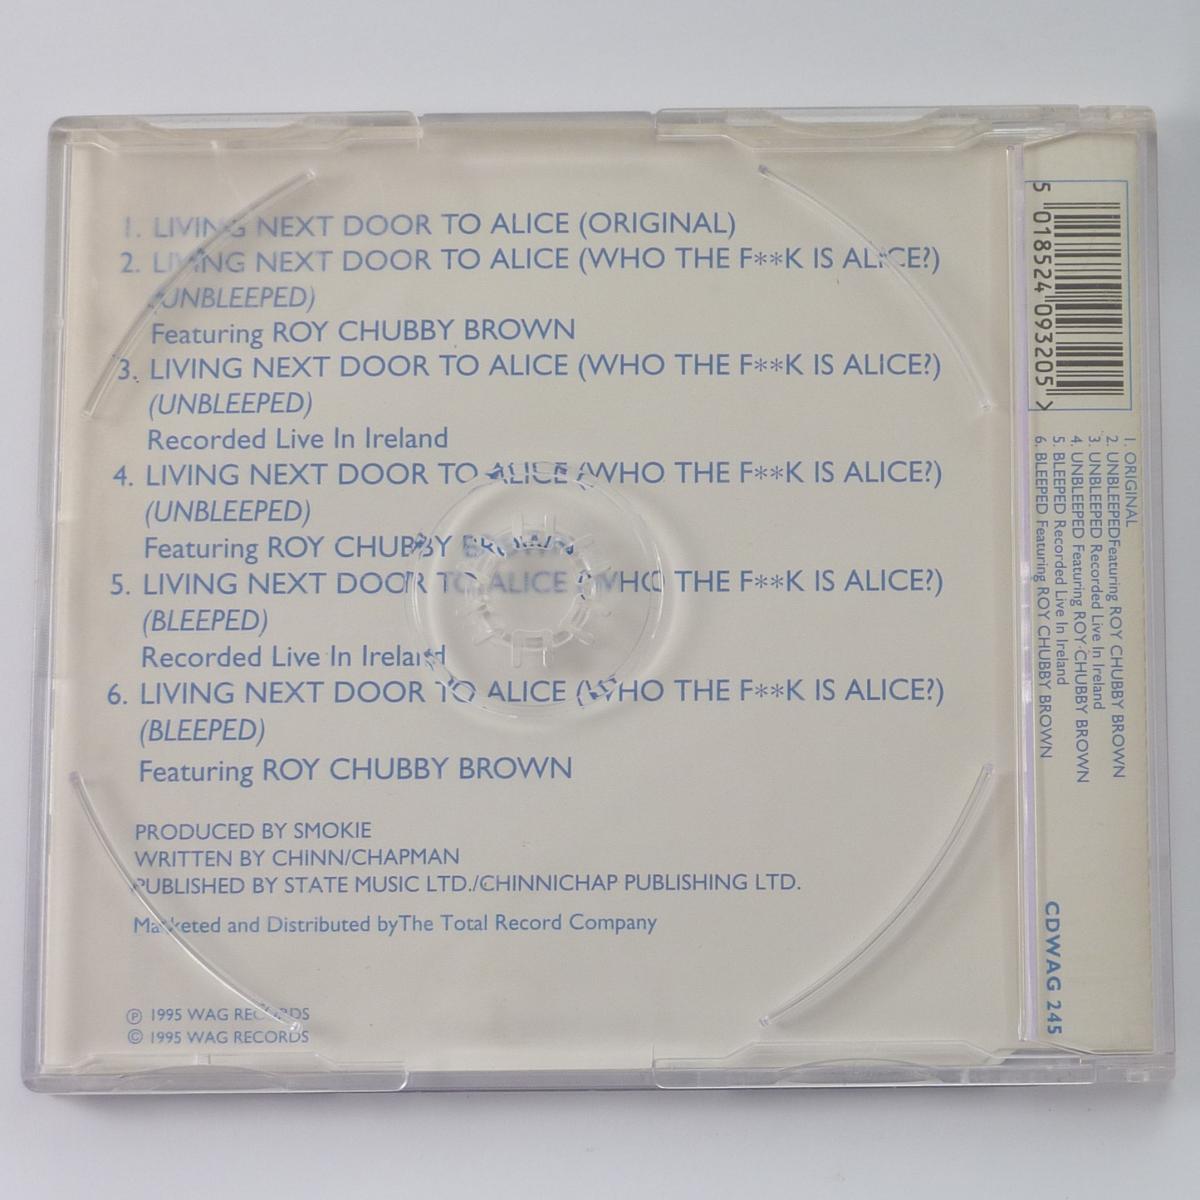 1. LIVING NEXT DOOR TO ALICE (ORIGINAL)
2. LIVING NEXT DOOR TO ALICE (WHO THE F**K IS ALICE?)
(UNBLEEPED)
Featuring ROY CHUBBY BROWN
3. LIVING NEXT DOOR TO ALICE (WHO THE F**K IS ALICE?)
(UNBLEEPED)
Recorded Live In Ireland
4. LIVING NEXT DOOR TO ALICE (WHO THE F**K IS ALICE?)
(UNBLEEPED)
Featuring ROY CHUBBY BROWN
5. LIVING NEXT DOOR TO ALICE (WHO THE F**K IS ALICE?)
(BLEEPED)
Recorded Live In Ireland
6. LIVING NEXT DOOR TO ALICE (WHO THE F**K IS ALICE?)
(BLEEPED)
Featuring ROY CHUBBY BROWN
PRODUCED BY SMOKIE
WRITTEN BY CHINN/CHAPMAN
PUBLISHED BY STATE MUSIC LTD./CHINNICHAP PUBLISHING LTD.
Marketed and Distributed byThe Total Record Company
℗ 1995 WAG RECORDS
© 1995 WAG RECORDS
5 018524 093205 >
1. ORIGINAL
2. UNBLEEPEDFeaturing ROY CHUBBY BROWN
3. UNBLEEPED Recorded Live In Ireland
4. UNBLEEPED Featuring ROY CHUBBY BROWN
5. BLEEPED Recorded Live In Ireland
6. BLEEPED Featuring ROY CHUBBY BROWN
CDWAG 245